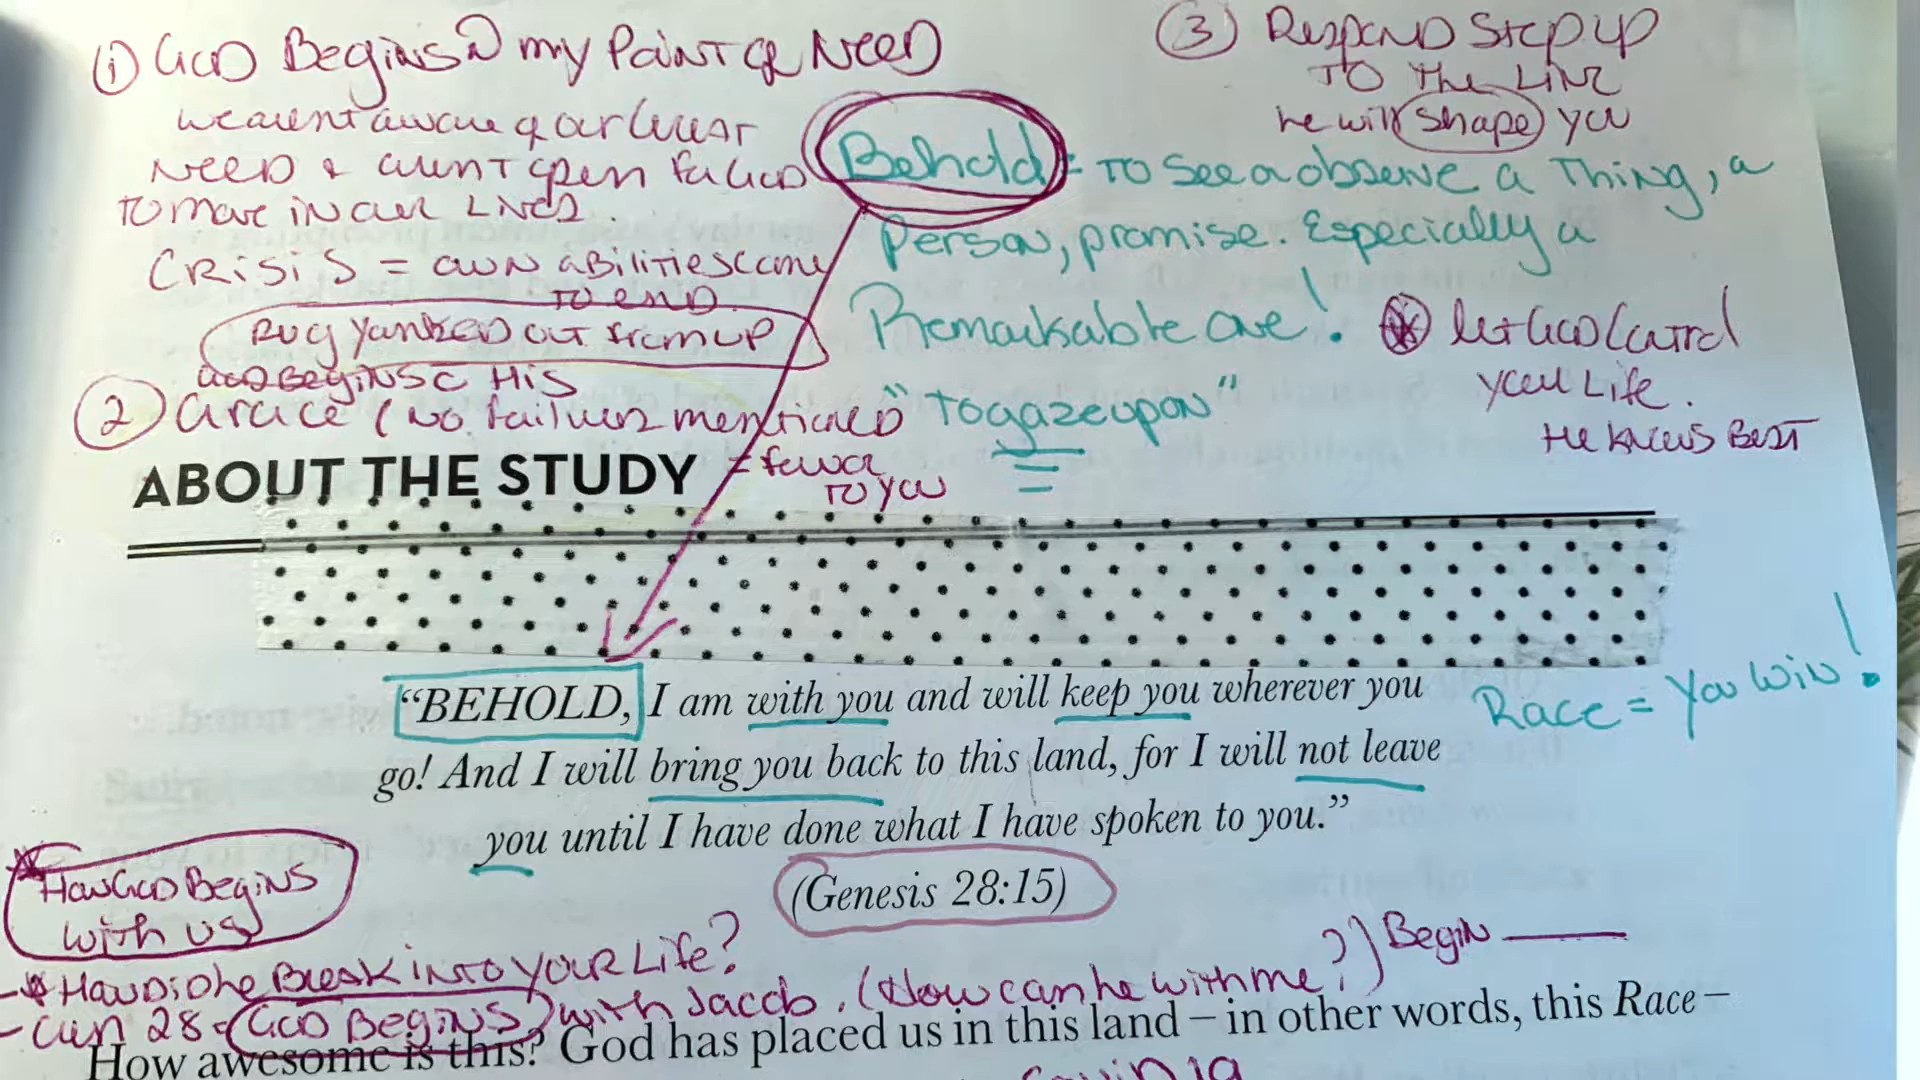 ① GOD Begins @ my Point of NEED
we arent aware of our
NEED & arent open for GOD
TO move in our LIVES.
CRISIS = own abilities come
TO END
RUG YANKED OUT from UP
GOD BEGINS C HIS
② Grace (no failures mentioned
= favor
TO YOU
Behold = TO See or observe a Thing, a
Person, promise. Especially a
Remarkable one!
"To gaze upon"
③ RESPOND Step up
TO The LINE
he will shape you
let GOD Control
your Life.
He knows BEST
ABOUT THE STUDY
“BEHOLD, I am with you and will keep you wherever you
go! And I will bring you back to this land, for I will not leave
you until I have done what I have spoken to you.”
(Genesis 28:15)
Race = You Win!
How GOD BEGINS
with us
- How Did he Break INTO YOUR Life?
- Gen 28 - GOD BEGINS with Jacob. (How can he with me?) Begin ____
How awesome is this? God has placed us in this land – in other words, this Race –